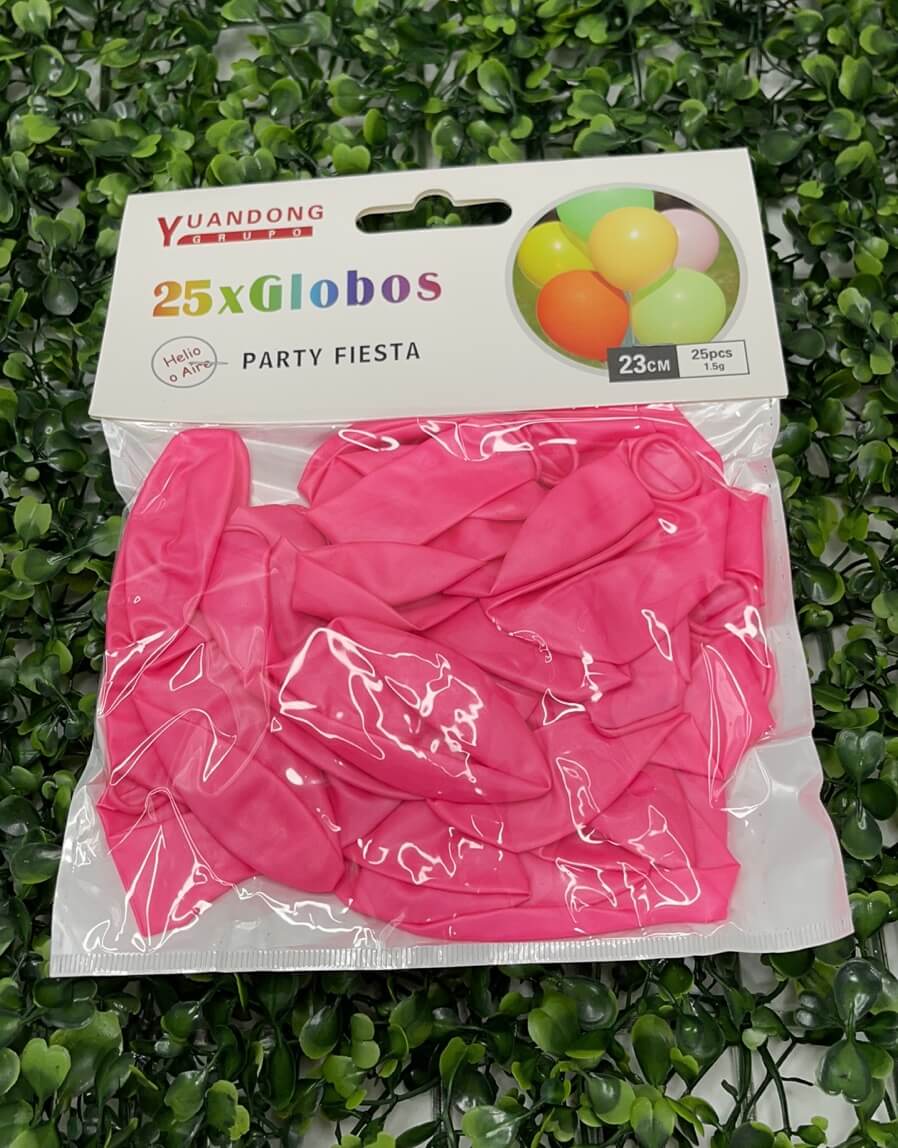 YUANDONG
GRUPO
25xGlobos
Helio
o Aire
PARTY FIESTA
23CM
25pcs
1.5g